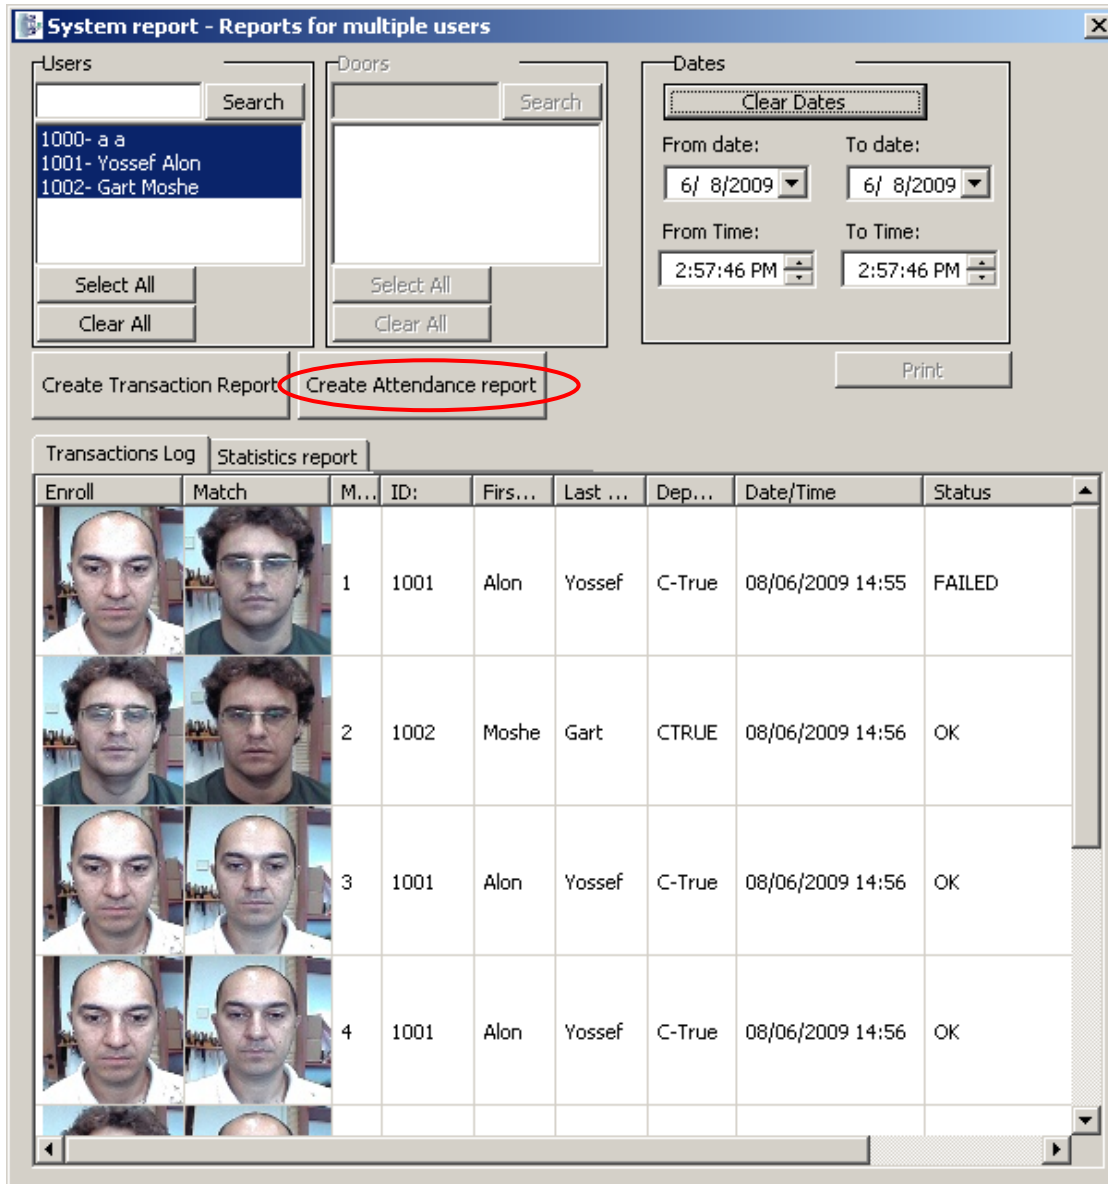 System report - Reports for multiple users
Users
Doors
Dates
Search
Search
Clear Dates
1000- a a
1001- Yossef Alon
1002- Gart Moshe
From date:
To date:
6/ 8/2009
6/ 8/2009
From Time:
To Time:
2:57:46 PM
2:57:46 PM
Select All
Select All
Clear All
Clear All
Create Transaction Report
Create Attendance report
Print
Transactions Log
Statistics report
Enroll Match M... ID: Firs... Last ... Dep... Date/Time Status
1 1001 Alon Yossef C-True 08/06/2009 14:55 FAILED
2 1002 Moshe Gart CTRUE 08/06/2009 14:56 OK
3 1001 Alon Yossef C-True 08/06/2009 14:56 OK
4 1001 Alon Yossef C-True 08/06/2009 14:56 OK